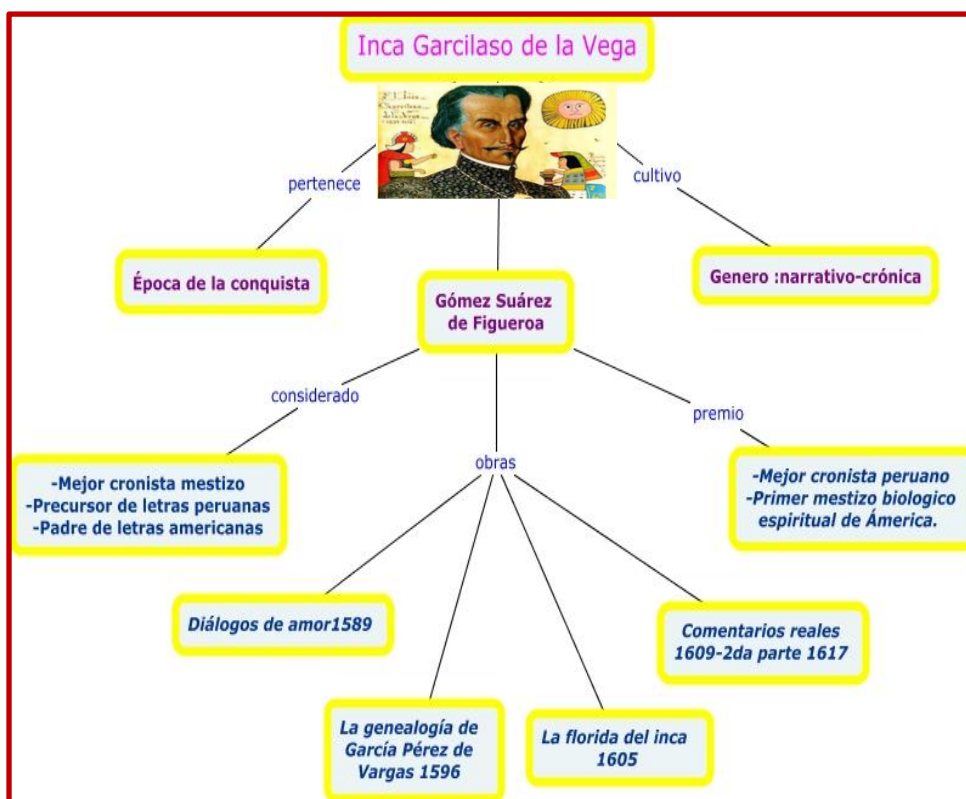 Inca Garcilaso de la Vega
pertenece
cultivo
Época de la conquista
Genero :narrativo-crónica
Gómez Suárez
de Figueroa
considerado
premio
obras
-Mejor cronista mestizo
-Precursor de letras peruanas
-Padre de letras americanas
-Mejor cronista peruano
-Primer mestizo biologico
espiritual de Ámerica.
Diálogos de amor1589
Comentarios reales
1609-2da parte 1617
La genealogía de
García Pérez de
Vargas 1596
La florida del inca
1605